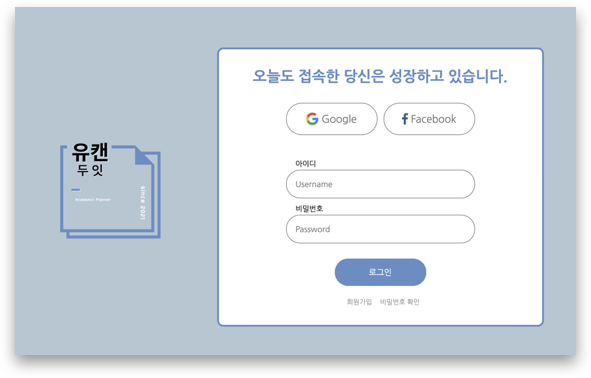 유캔
두잇
Academic Planner
since 2021
오늘도 접속한 당신은 성장하고 있습니다.
Google
Facebook
아이디
Username
비밀번호
Password
로그인
회원가입 비밀번호 확인